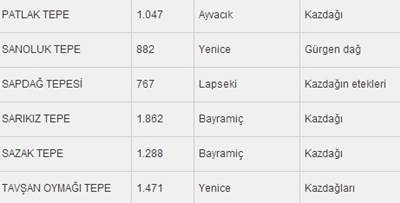 PATLAK TEPE 1.047 Ayvacık Kazdağı
SANOLUK TEPE 882 Yenice Gürgen dağ
SAPDAĞ TEPESİ 767 Lapseki Kazdağın etekleri
SARIKIZ TEPE 1.862 Bayramiç Kazdağı
SAZAK TEPE 1.288 Bayramiç Kazdağı
TAVŞAN OYMAĞI TEPE 1.471 Yenice Kazdağları